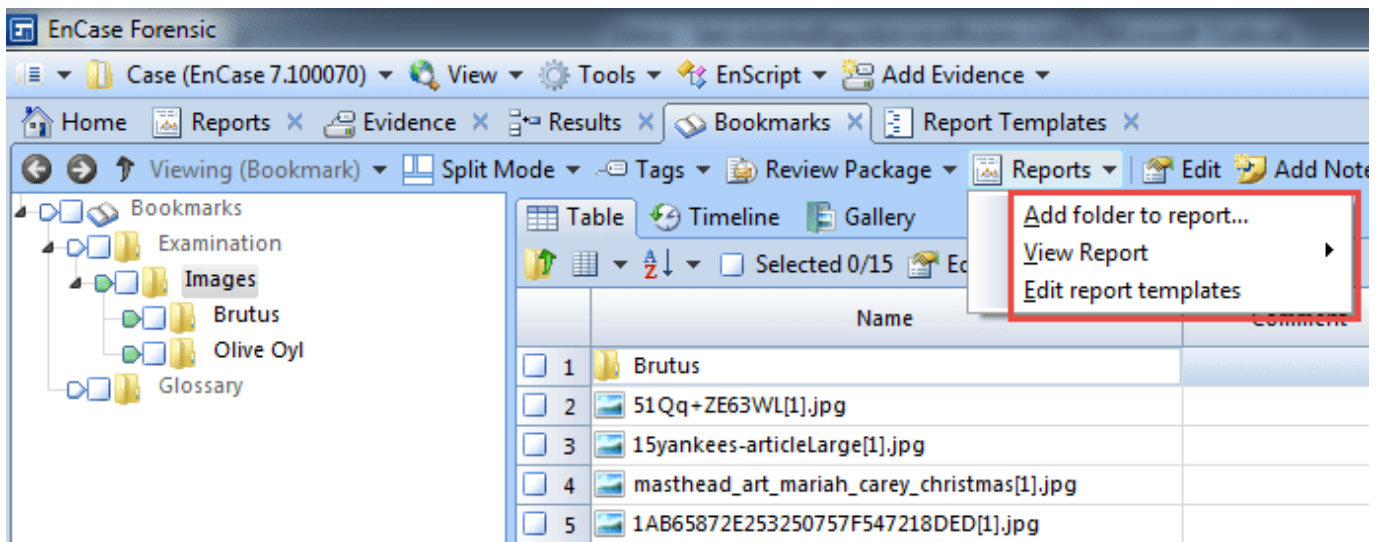 EnCase Forensic
Case (EnCase 7.100070) View Tools EnScript Add Evidence
Home Reports Evidence Results Bookmarks Report Templates
Viewing (Bookmark) Split Mode Tags Review Package Reports Edit Add Note
Bookmarks
Examination
Images
Brutus
Olive Oyl
Glossary
Table Timeline Gallery
Selected 0/15 Ed
Add folder to report...
View Report
Edit report templates
Name Comment
1 Brutus
2 51Qq+ZE63WL[1].jpg
3 15yankees-articleLarge[1].jpg
4 masthead_art_mariah_carey_christmas[1].jpg
5 1AB65872E253250757F547218DED[1].jpg